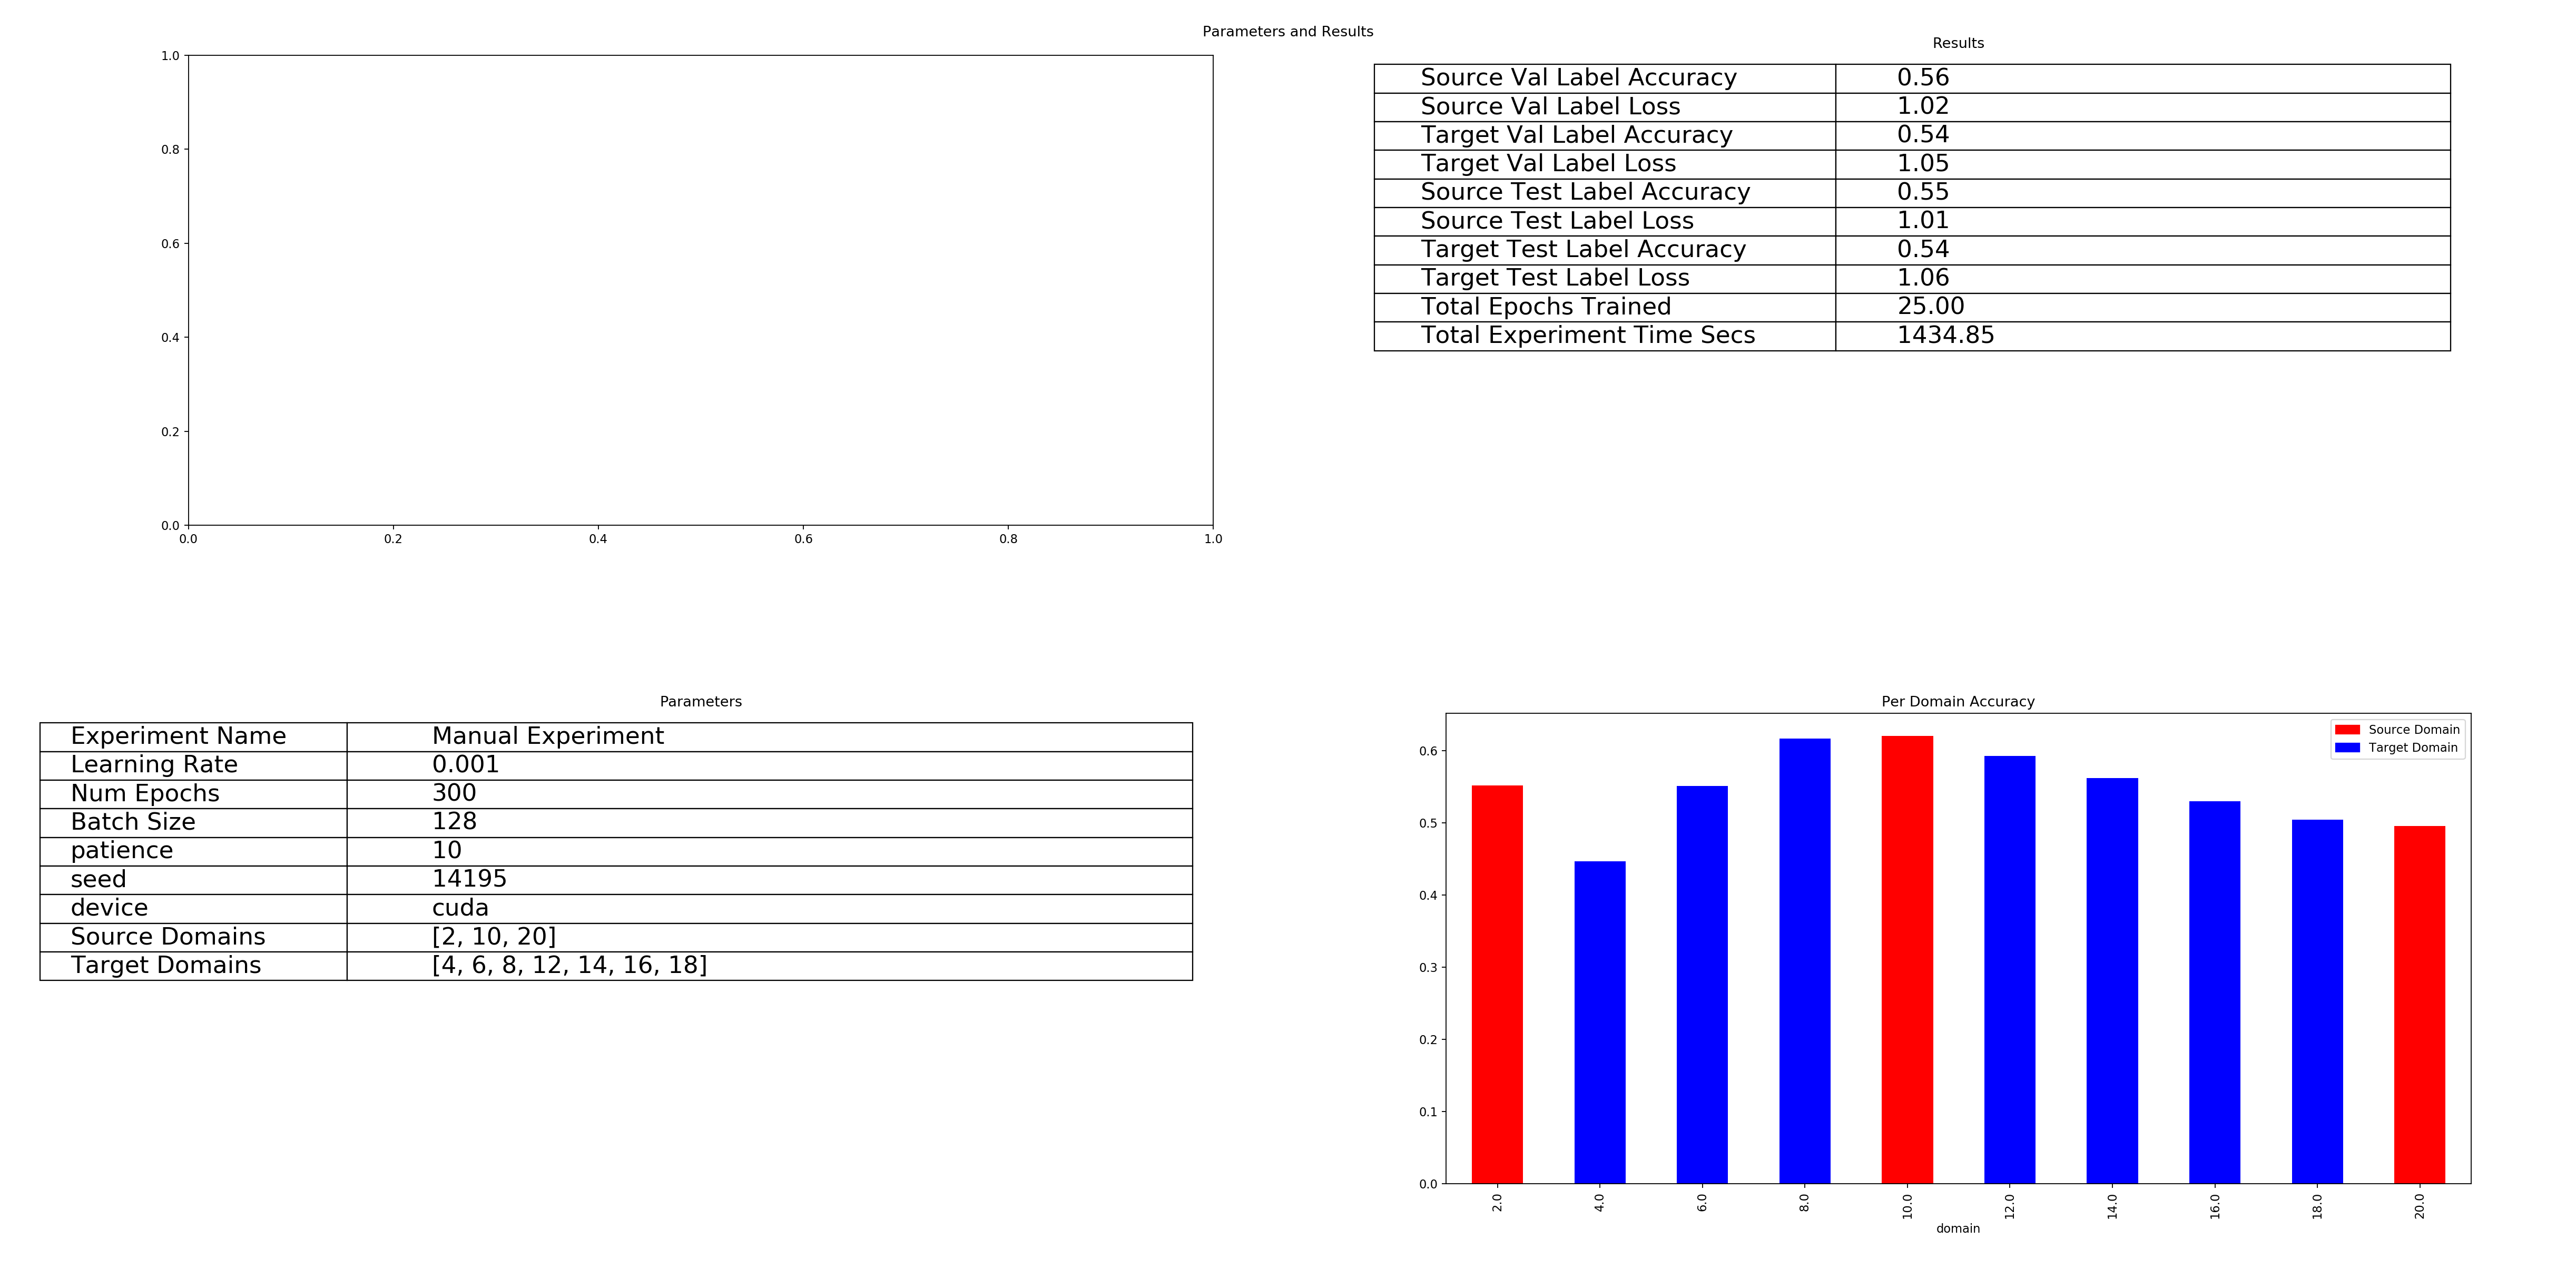 Parameters and Results
1.0
0.8
0.6
0.4
0.2
0.0
0.0 0.2 0.4 0.6 0.8 1.0
Results
Source Val Label Accuracy 0.56
Source Val Label Loss 1.02
Target Val Label Accuracy 0.54
Target Val Label Loss 1.05
Source Test Label Accuracy 0.55
Source Test Label Loss 1.01
Target Test Label Accuracy 0.54
Target Test Label Loss 1.06
Total Epochs Trained 25.00
Total Experiment Time Secs 1434.85
Parameters
Experiment Name Manual Experiment
Learning Rate 0.001
Num Epochs 300
Batch Size 128
patience 10
seed 14195
device cuda
Source Domains [2, 10, 20]
Target Domains [4, 6, 8, 12, 14, 16, 18]
Per Domain Accuracy
Source Domain
Target Domain
0.6
0.5
0.4
0.3
0.2
0.1
0.0
2.0 4.0 6.0 8.0 10.0 12.0 14.0 16.0 18.0 20.0
domain